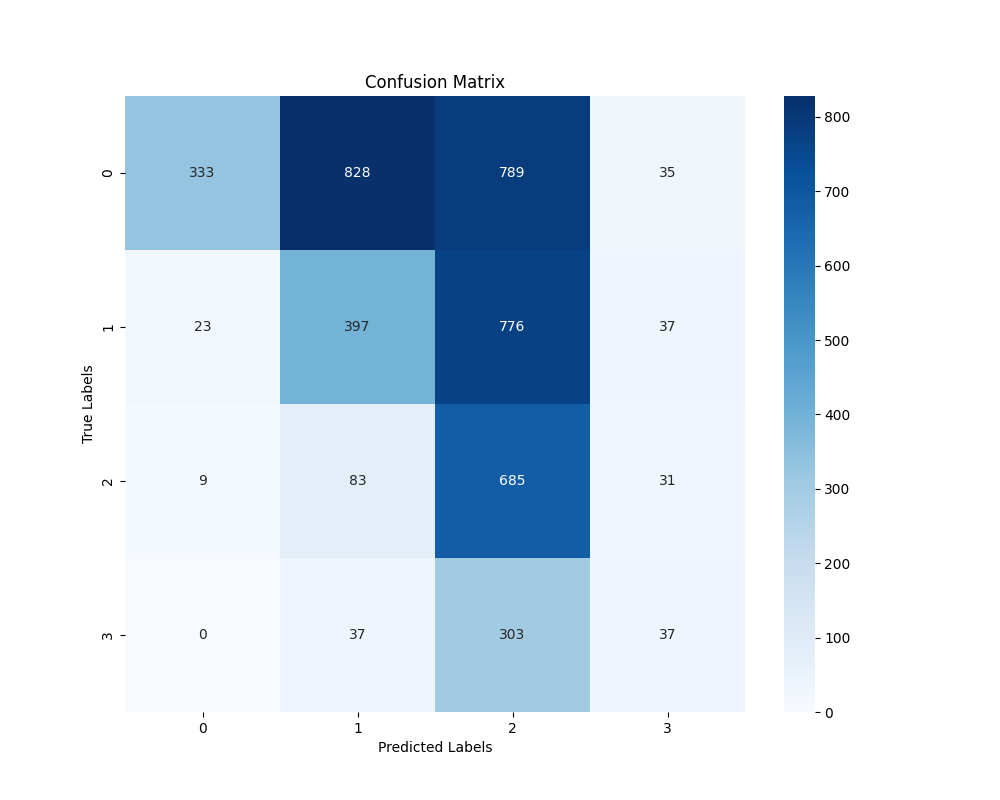 Confusion Matrix
0 333 828 789 35
1 23 397 776 37
2 9 83 685 31
3 0 37 303 37
0 1 2 3
Predicted Labels
True Labels
800
700
600
500
400
300
200
100
0